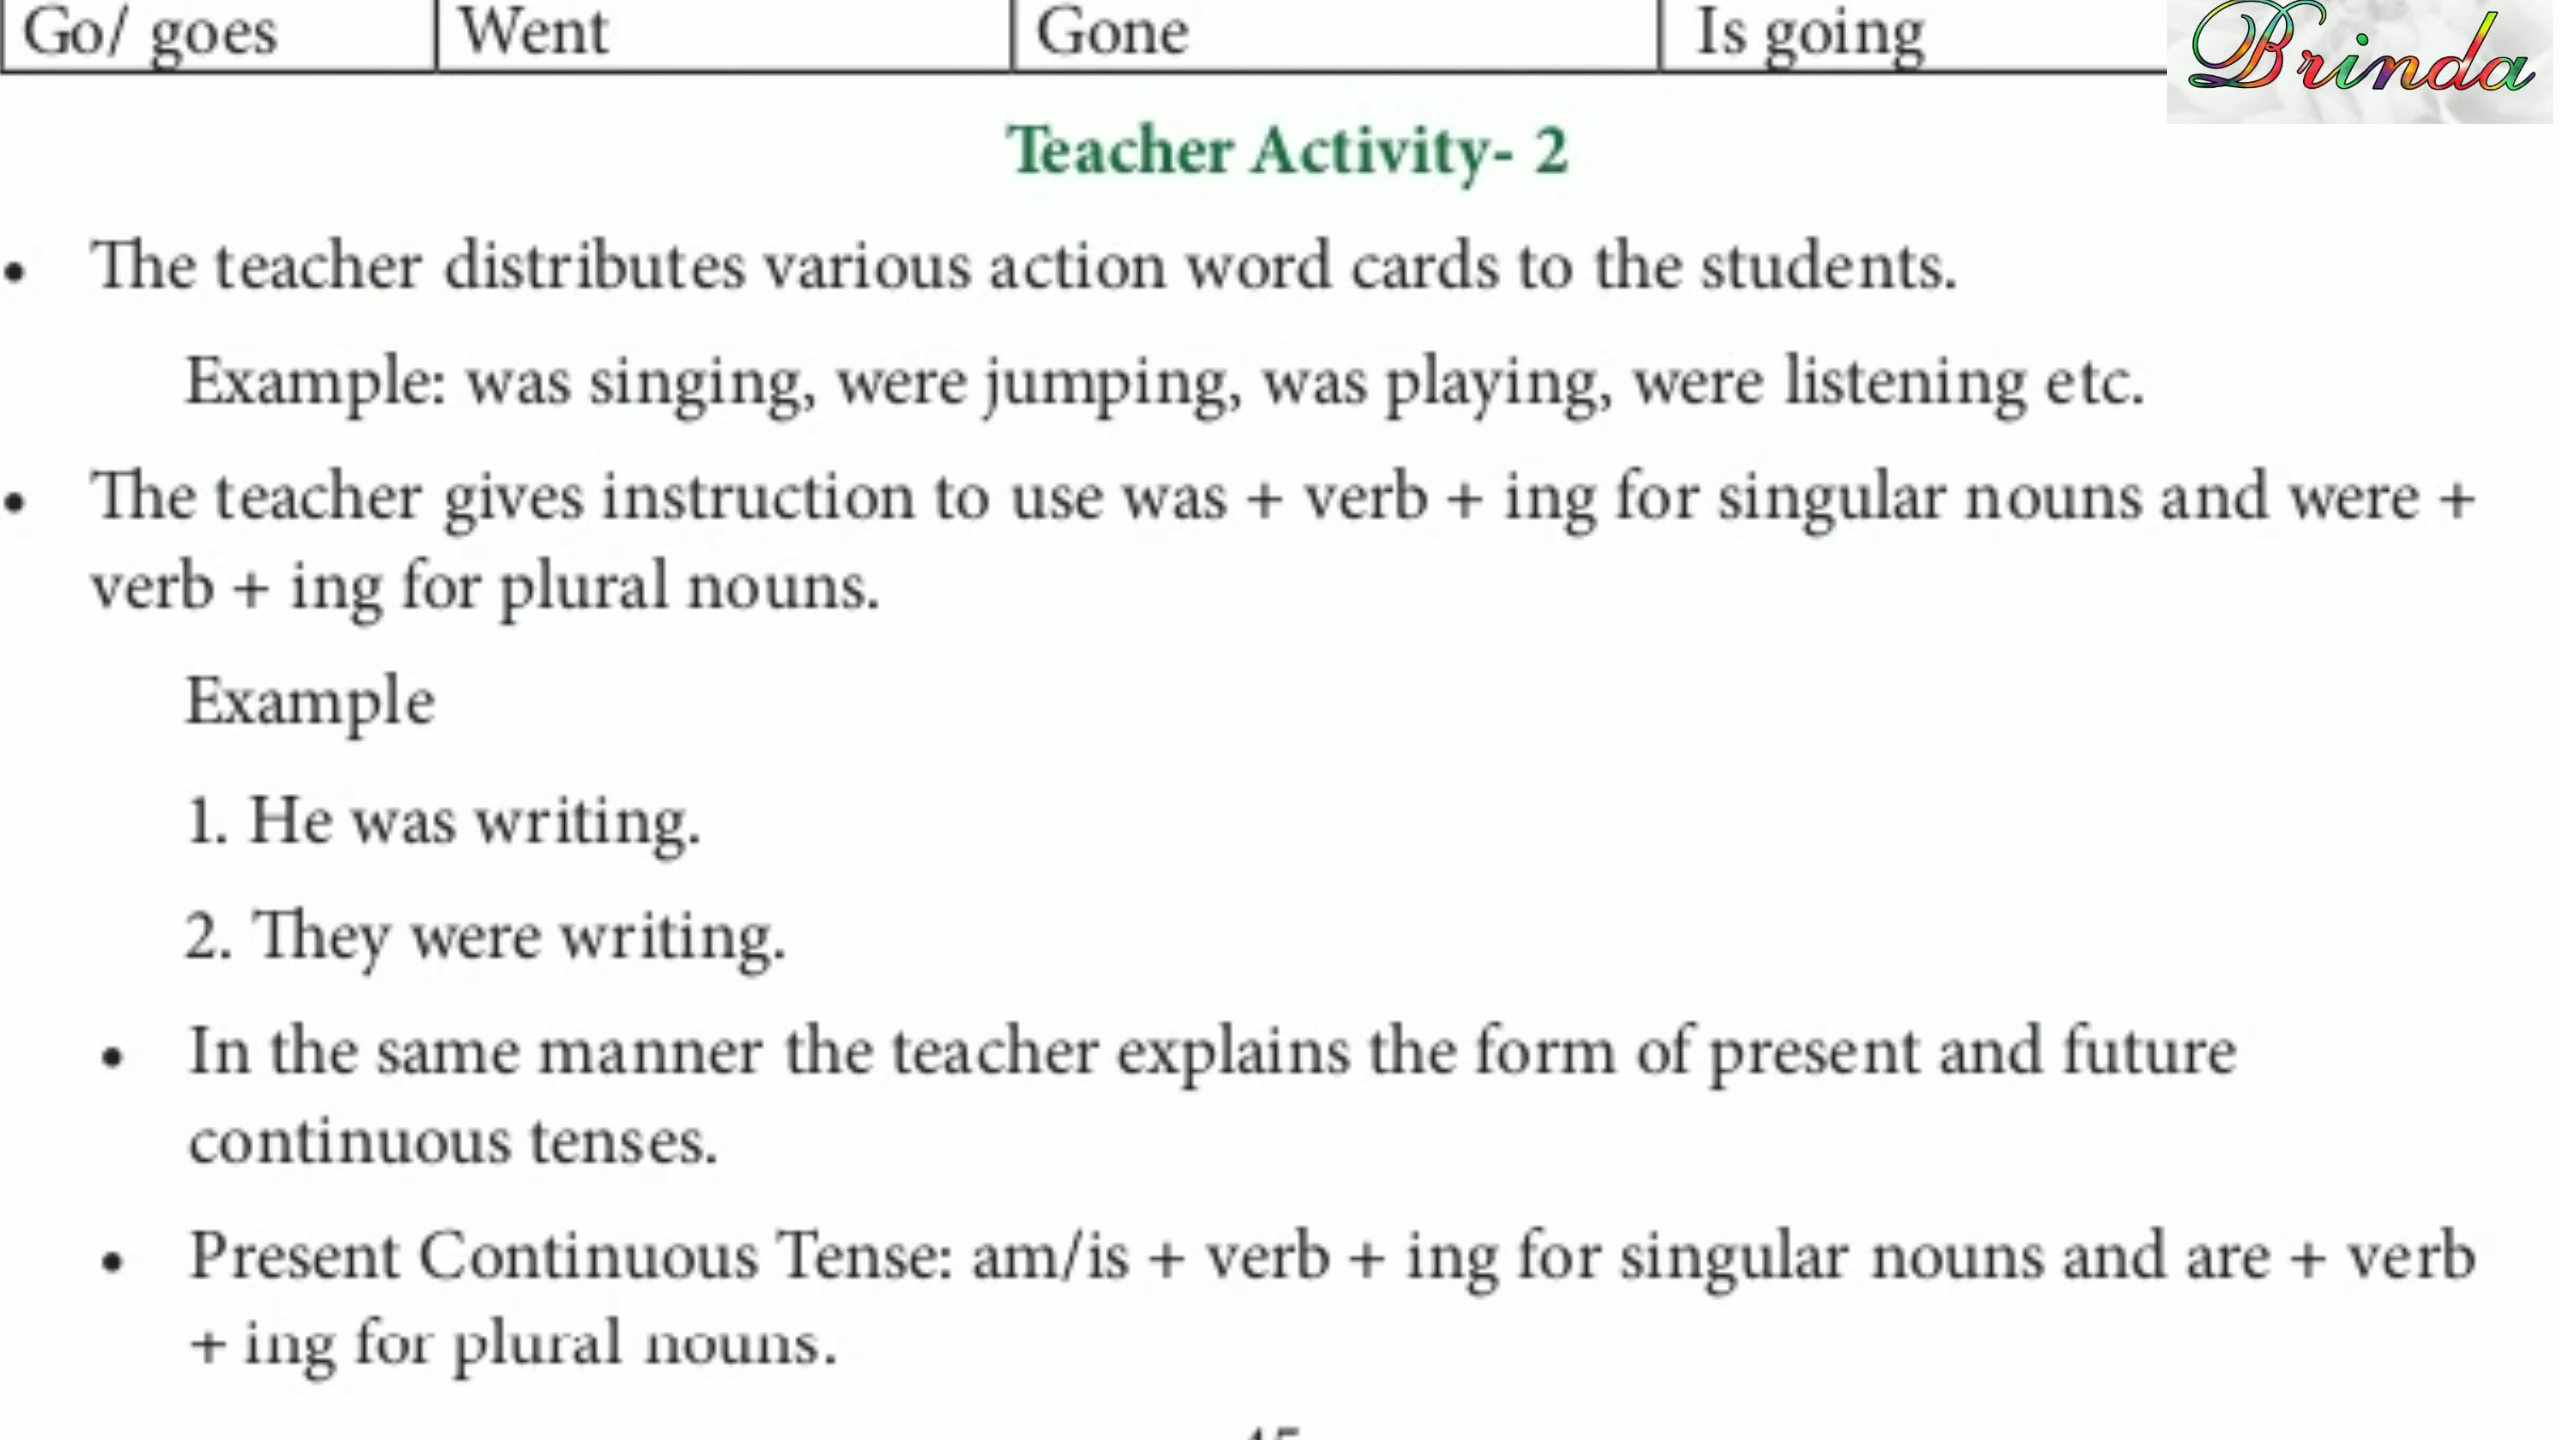 Go/ goes Went Gone Is going
Brinda
Teacher Activity- 2
• The teacher distributes various action word cards to the students.
Example: was singing, were jumping, was playing, were listening etc.
• The teacher gives instruction to use was + verb + ing for singular nouns and were +
verb + ing for plural nouns.
Example
1. He was writing.
2. They were writing.
• In the same manner the teacher explains the form of present and future
continuous tenses.
• Present Continuous Tense: am/is + verb + ing for singular nouns and are + verb
+ ing for plural nouns.